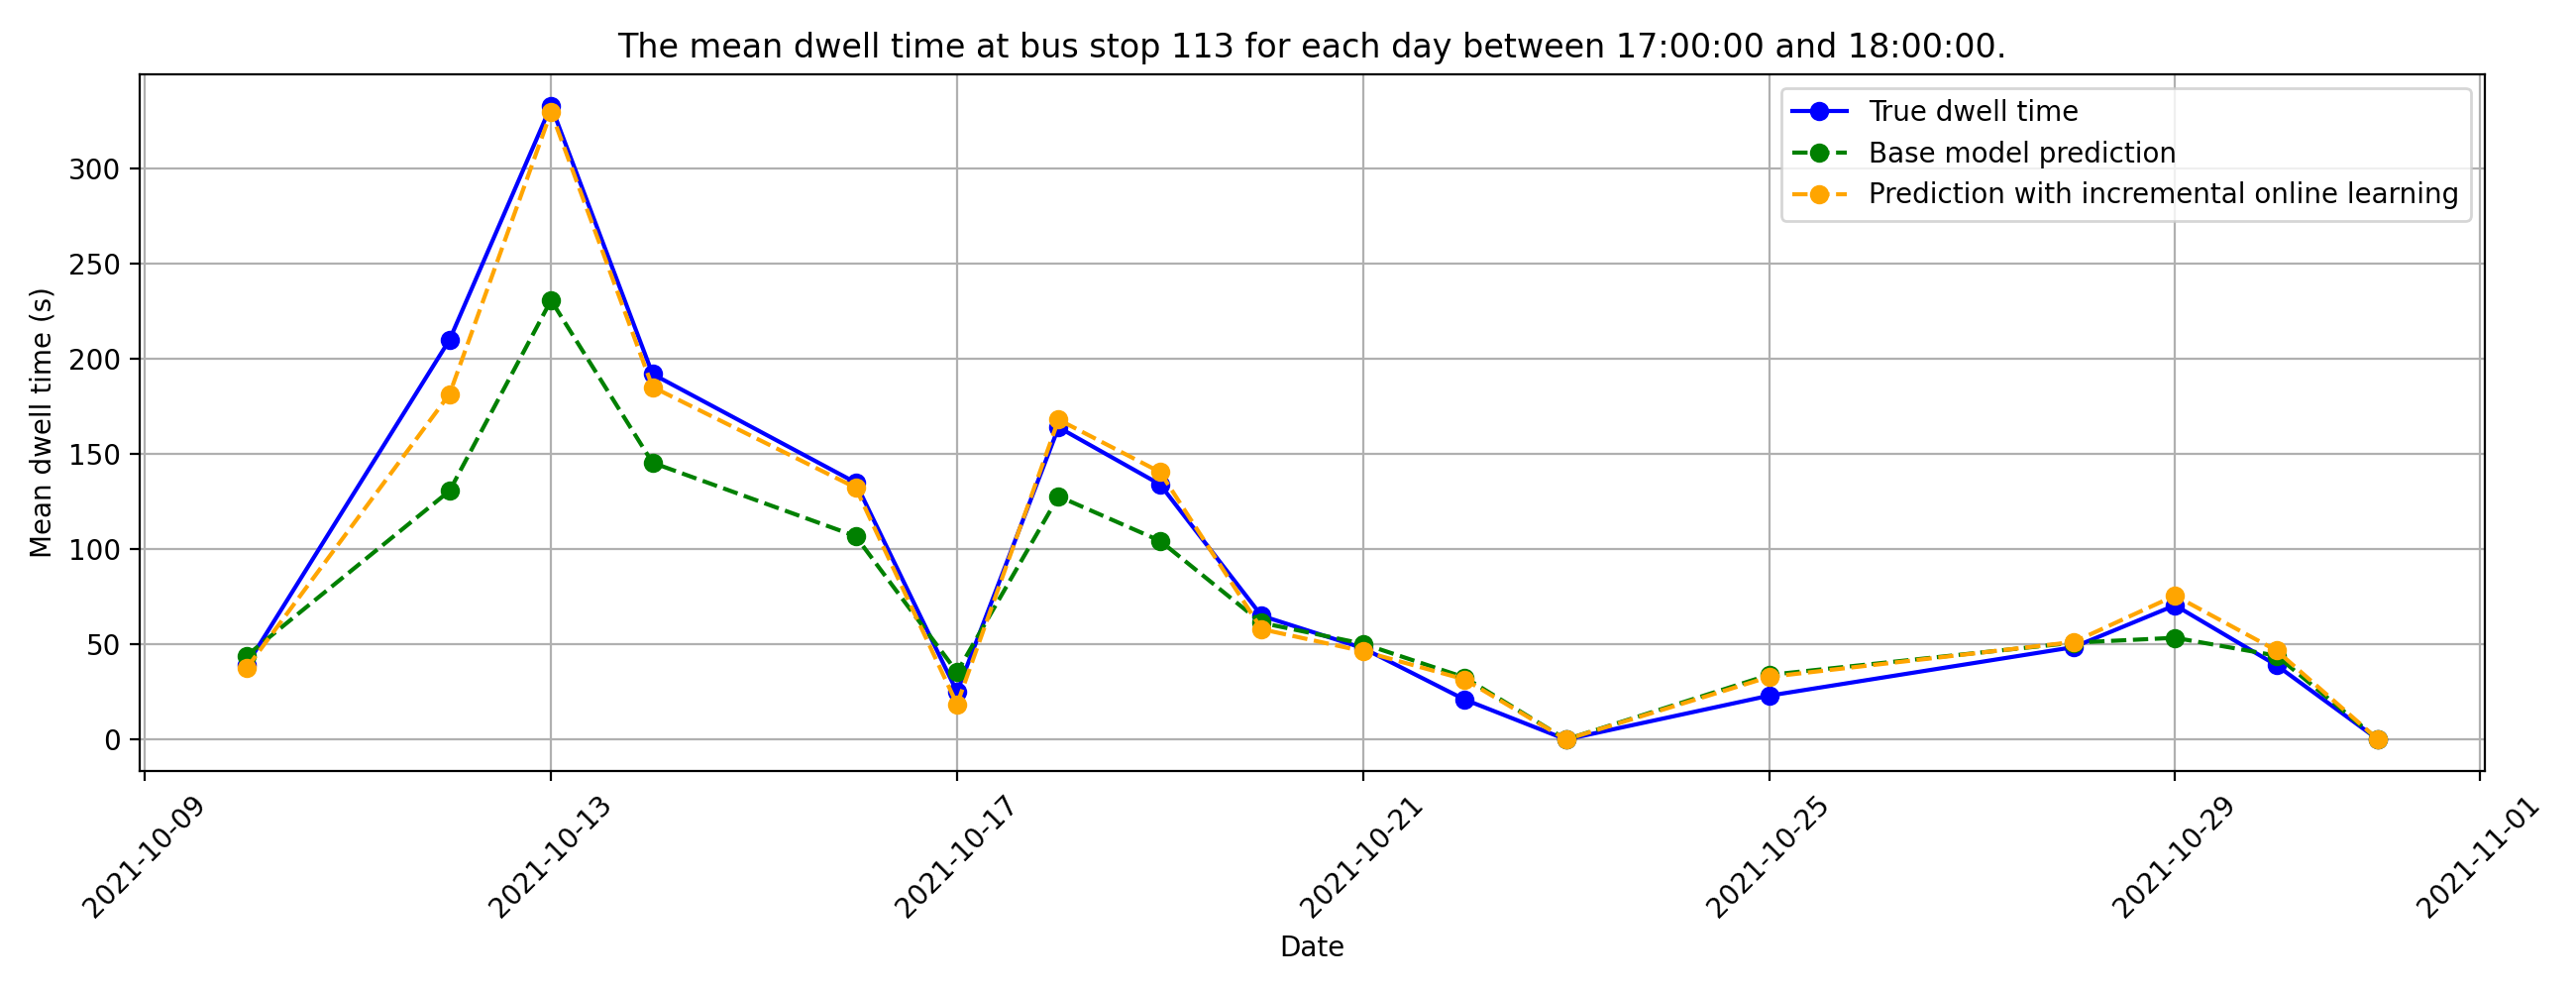 The mean dwell time at bus stop 113 for each day between 17:00:00 and 18:00:00.
True dwell time
Base model prediction
Prediction with incremental online learning
Mean dwell time (s)
300
250
200
150
100
50
0
2021-10-09
2021-10-13
2021-10-17
2021-10-21
2021-10-25
2021-10-29
2021-11-01
Date